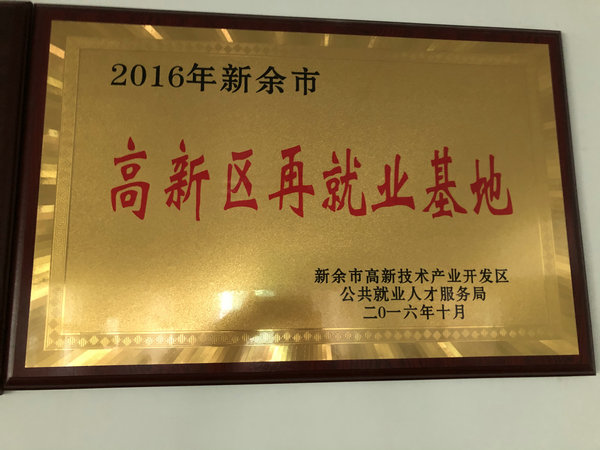 2016年新余市
高新区再就业基地
新余市高新技术产业开发区
公共就业人才服务局
二0一六年十月